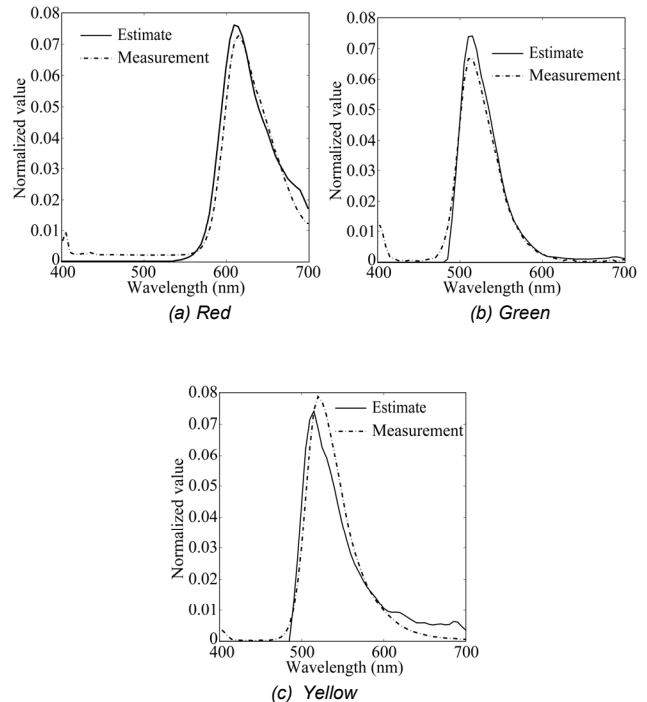 0.08
0.07
0.06
0.05
0.04
0.03
0.02
0.01
0
Normalized value
Estimate
Measurement
400 500 600 700
Wavelength (nm)
(a) Red
0.08
0.07
0.06
0.05
0.04
0.03
0.02
0.01
0
Normalized value
Estimate
Measurement
400 500 600 700
Wavelength (nm)
(b) Green
0.08
0.07
0.06
0.05
0.04
0.03
0.02
0.01
0
Normalized value
Estimate
Measurement
400 500 600 700
Wavelength (nm)
(c) Yellow